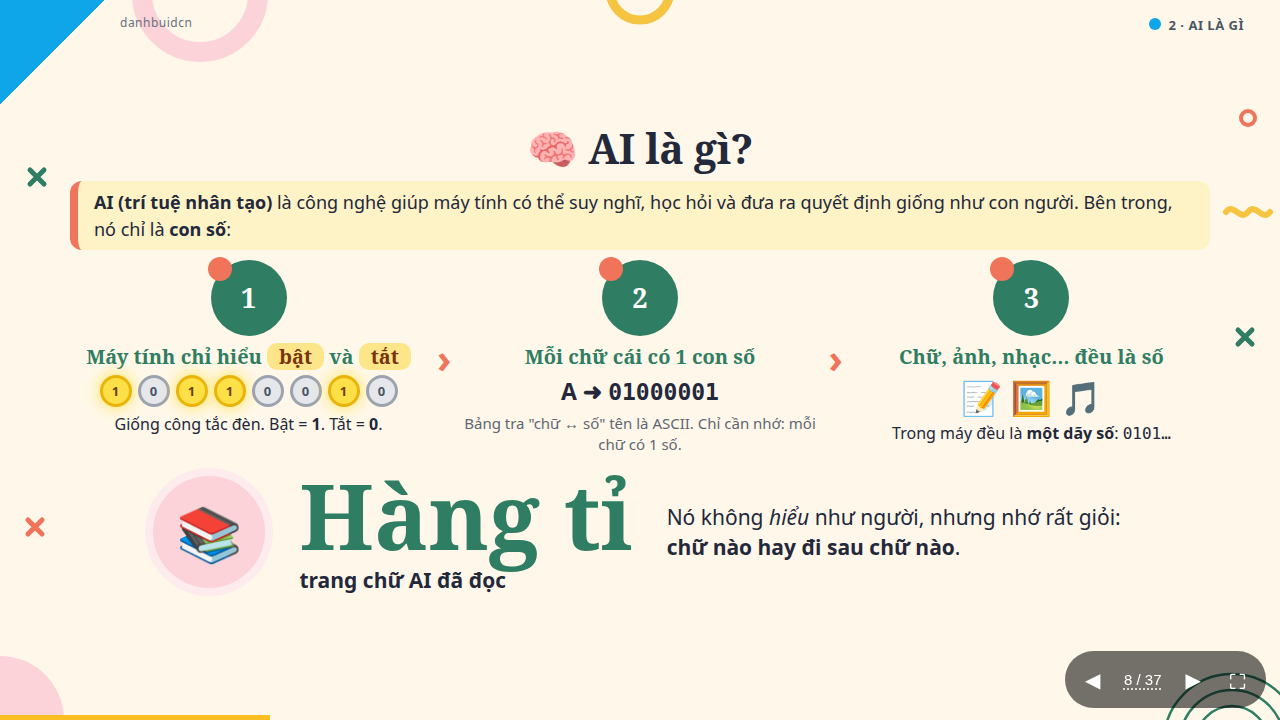 danhbuidcn
2 · AI LÀ GÌ
🧠 AI là gì?
AI (trí tuệ nhân tạo) là công nghệ giúp máy tính có thể suy nghĩ, học hỏi và đưa ra quyết định giống như con người. Bên trong,
nó chỉ là con số:
1
Máy tính chỉ hiểu bật và tắt
1 0 1 1 0 0 1 0
Giống công tắc đèn. Bật = 1. Tắt = 0.
›
2
Mỗi chữ cái có 1 con số
A ➜ 01000001
Bảng tra "chữ ↔ số" tên là ASCII. Chỉ cần nhớ: mỗi
chữ có 1 số.
›
3
Chữ, ảnh, nhạc… đều là số
📝 🖼️ 🎵
Trong máy đều là một dãy số: 0101…
📚
Hàng tỉ
trang chữ AI đã đọc
Nó không hiểu như người, nhưng nhớ rất giỏi:
chữ nào hay đi sau chữ nào.
◀ 8 / 37 ▶ ⛶